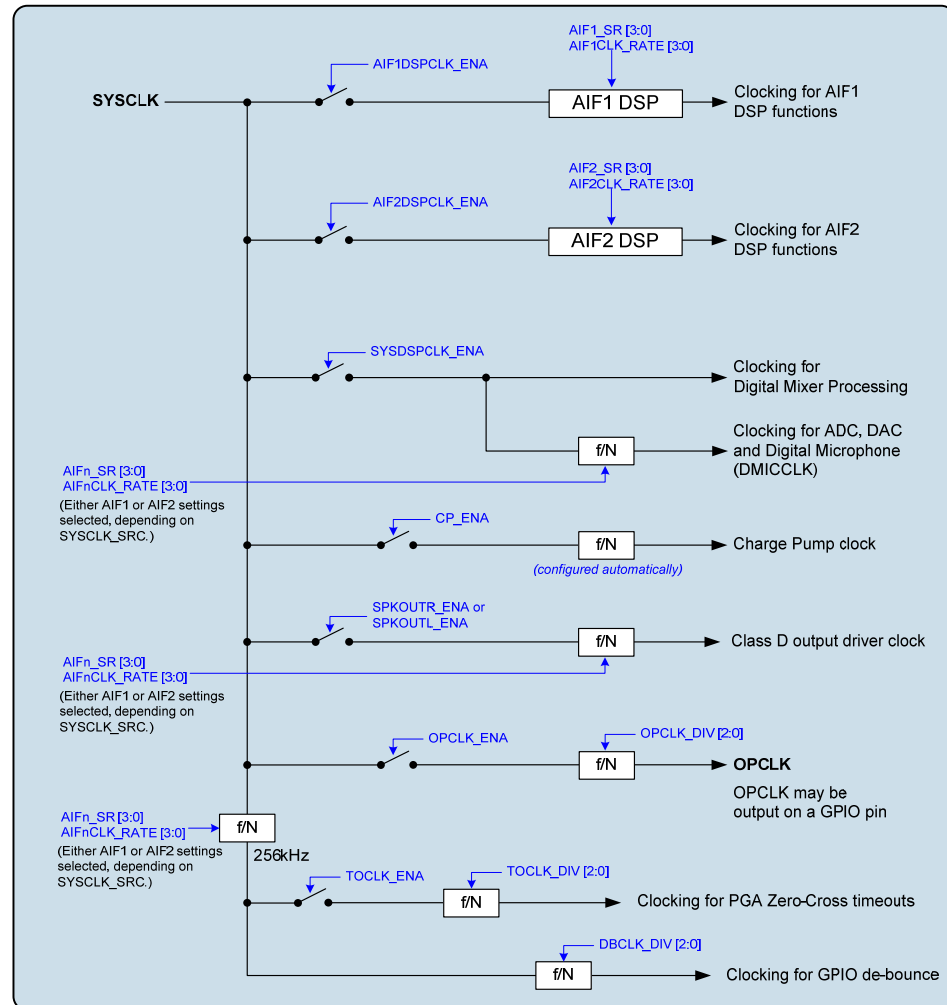 AIF1_SR [3:0]
AIF1CLK_RATE [3:0]
AIF1DSPCLK_ENA
SYSCLK
AIF1 DSP
Clocking for AIF1
DSP functions
AIF2_SR [3:0]
AIF2CLK_RATE [3:0]
AIF2DSPCLK_ENA
AIF2 DSP
Clocking for AIF2
DSP functions
SYSDSPCLK_ENA
Clocking for
Digital Mixer Processing
f/N
Clocking for ADC, DAC
and Digital Microphone
(DMICCLK)
AIFn_SR [3:0]
AIFnCLK_RATE [3:0]
(Either AIF1 or AIF2 settings
selected, depending on
SYSCLK_SRC.)
CP_ENA
f/N
Charge Pump clock
(configured automatically)
SPKOUTR_ENA or
SPKOUTL_ENA
f/N
Class D output driver clock
AIFn_SR [3:0]
AIFnCLK_RATE [3:0]
(Either AIF1 or AIF2 settings
selected, depending on
SYSCLK_SRC.)
OPCLK_ENA
OPCLK_DIV [2:0]
f/N
OPCLK
OPCLK may be
output on a GPIO pin
AIFn_SR [3:0]
AIFnCLK_RATE [3:0]
(Either AIF1 or AIF2 settings
selected, depending on
SYSCLK_SRC.)
f/N
256kHz
TOCLK_ENA
TOCLK_DIV [2:0]
f/N
Clocking for PGA Zero-Cross timeouts
DBCLK_DIV [2:0]
f/N
Clocking for GPIO de-bounce